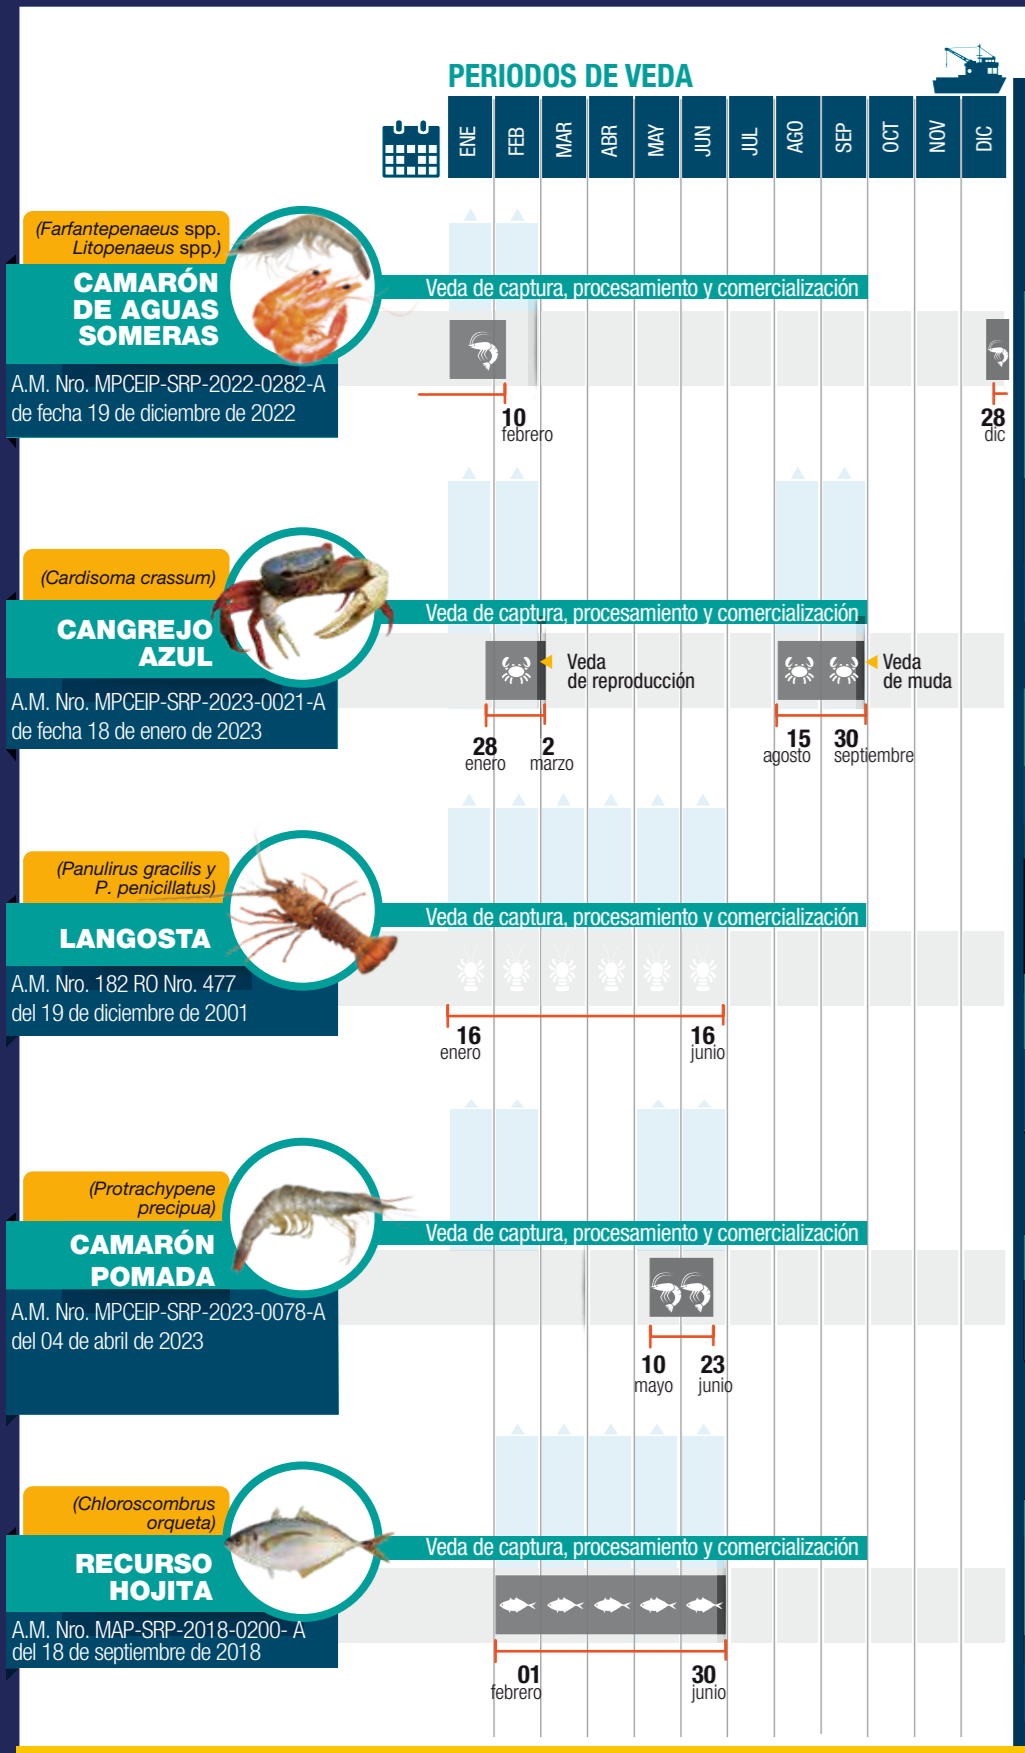 PERIODOS DE VEDA
ENE FEB MAR ABR MAY JUN JUL AGO SEP OCT NOV DIC
(Farfantepenaeus spp.
Litopenaeus spp.)
CAMARÓN
DE AGUAS
SOMERAS
A.M. Nro. MPCEIP-SRP-2022-0282-A
de fecha 19 de diciembre de 2022
Veda de captura, procesamiento y comercialización
10
febrero
28
dic
(Cardisoma crassum)
CANGREJO
AZUL
A.M. Nro. MPCEIP-SRP-2023-0021-A
de fecha 18 de enero de 2023
Veda de captura, procesamiento y comercialización
Veda
de reproducción
Veda
de muda
28
enero
2
marzo
15
agosto
30
septiembre
(Panulirus gracilis y
P. penicillatus)
LANGOSTA
A.M. Nro. 182 RO Nro. 477
del 19 de diciembre de 2001
Veda de captura, procesamiento y comercialización
16
enero
16
junio
(Protrachypene
precipua)
CAMARÓN
POMADA
A.M. Nro. MPCEIP-SRP-2023-0078-A
del 04 de abril de 2023
Veda de captura, procesamiento y comercialización
10
mayo
23
junio
(Chloroscombrus
orqueta)
RECURSO
HOJITA
A.M. Nro. MAP-SRP-2018-0200- A
del 18 de septiembre de 2018
Veda de captura, procesamiento y comercialización
01
febrero
30
junio